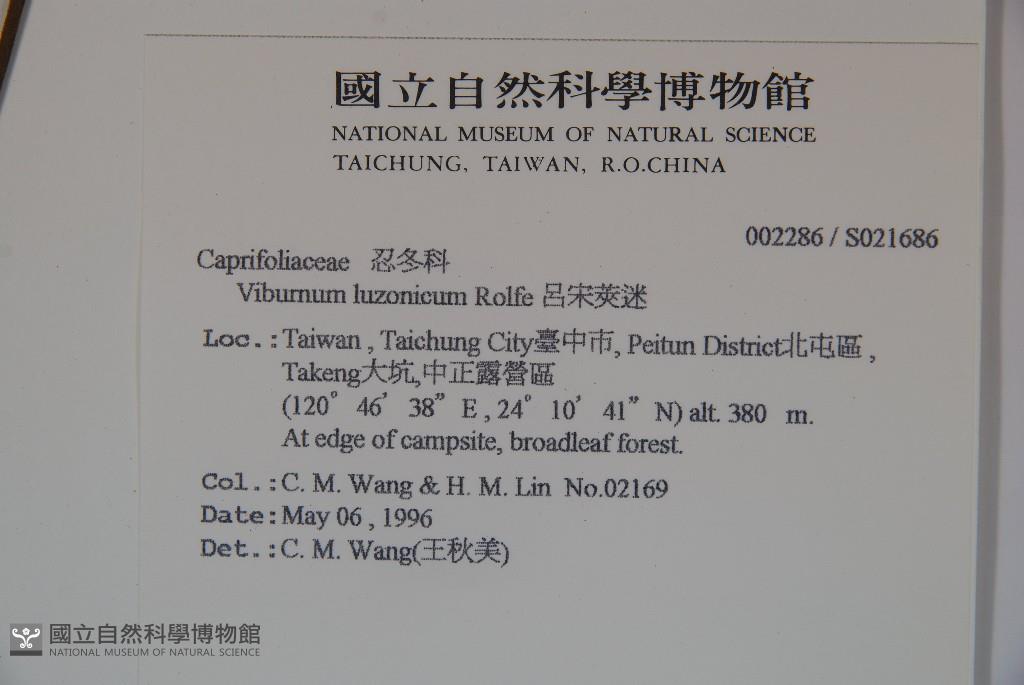 國立自然科學博物館
NATIONAL MUSEUM OF NATURAL SCIENCE
TAICHUNG, TAIWAN, R.O.CHINA
002286 / S021686
Caprifoliaceae 忍冬科
Viburnum luzonicum Rolfe 呂宋莢迷
Loc.:Taiwan , Taichung City臺中市, Peitun District北屯區 ,
Takeng大坑,中正露營區
(120° 46' 38” E , 24° 10' 41” N) alt. 380 m.
At edge of campsite, broadleaf forest.
Col.:C. M. Wang & H. M. Lin No.02169
Date:May 06 , 1996
Det.:C. M. Wang(王秋美)
國立自然科學博物館
NATIONAL MUSEUM OF NATURAL SCIENCE